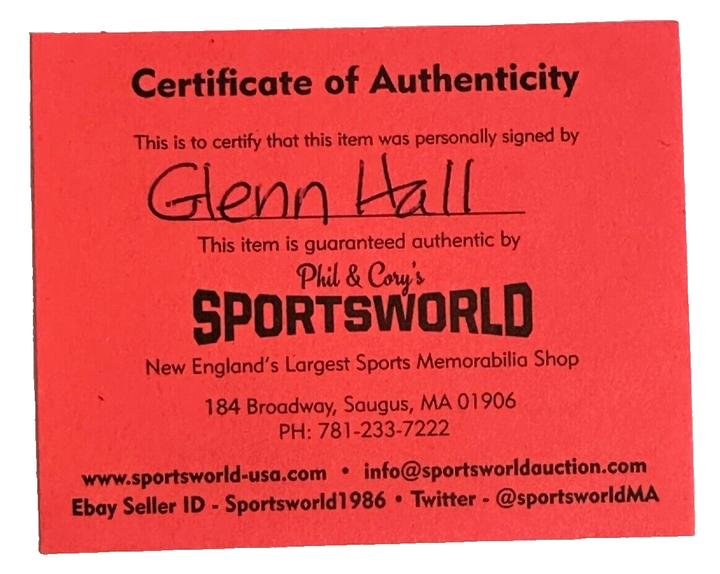 Certificate of Authenticity
This is to certify that this item was personally signed by
Glenn Hall
This item is guaranteed authentic by
Phil & Cory's
SPORTSWORLD
New England's Largest Sports Memorabilia Shop
184 Broadway, Saugus, MA 01906
PH: 781-233-7222
www.sportsworld-usa.com • info@sportsworldauction.com
Ebay Seller ID - Sportsworld1986 • Twitter - @sportsworldMA